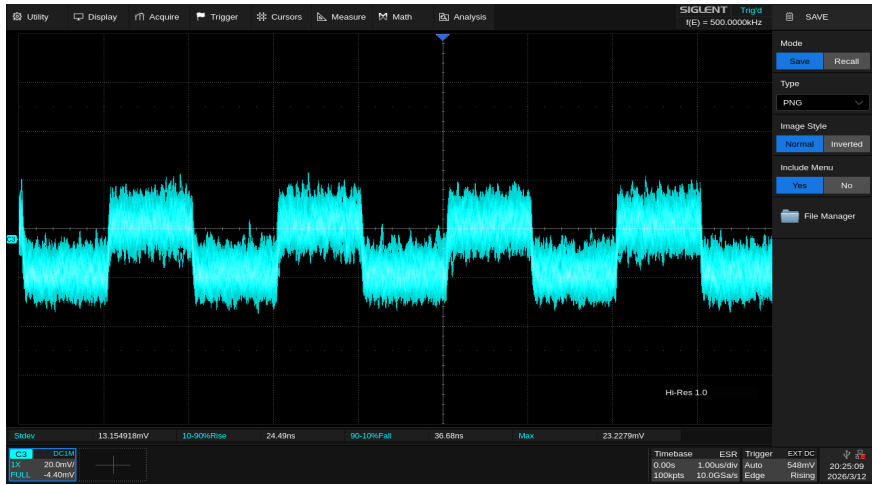 Utility Display Acquire Trigger Cursors Measure Math Analysis SIGLENT Trig'd SAVE
f(E) = 500.0000kHz
Mode
Save Recall
Type
PNG
Image Style
Normal Inverted
Include Menu
Yes No
File Manager
C3
Hi-Res 1.0
Stdev 13.154918mV 10-90%Rise 24.49ns 90-10%Fall 36.68ns Max 23.2279mV
C3 DC1M Timebase ESR Trigger EXT DC
1X 20.0mV/ 0.00s 1.00us/div Auto 548mV 20:25:09
FULL -4.40mV 100kpts 10.0GSa/s Edge Rising 2026/3/12